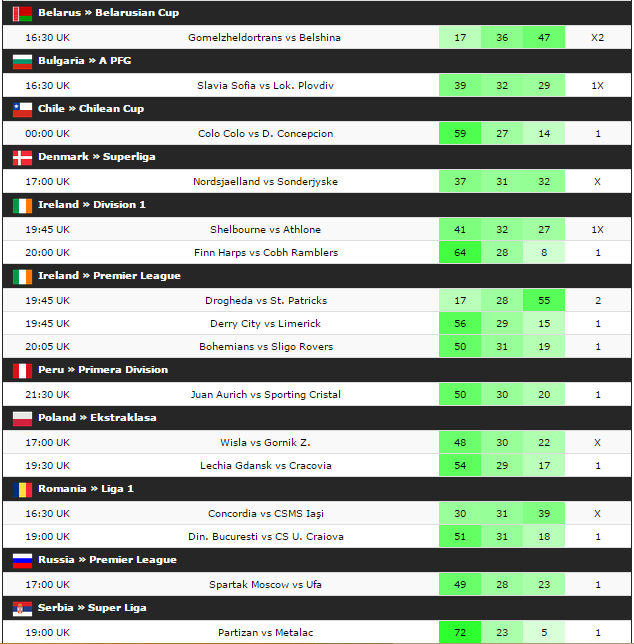 Belarus » Belarusian Cup
16:30 UK Gomelzheldortrans vs Belshina 17 36 47 X2
Bulgaria » A PFG
16:30 UK Slavia Sofia vs Lok. Plovdiv 39 32 29 1X
Chile » Chilean Cup
00:00 UK Colo Colo vs D. Concepcion 59 27 14 1
Denmark » Superliga
17:00 UK Nordsjaelland vs Sonderjyske 37 31 32 X
Ireland » Division 1
19:45 UK Shelbourne vs Athlone 41 32 27 1X
20:00 UK Finn Harps vs Cobh Ramblers 64 28 8 1
Ireland » Premier League
19:45 UK Drogheda vs St. Patricks 17 28 55 2
19:45 UK Derry City vs Limerick 56 29 15 1
20:05 UK Bohemians vs Sligo Rovers 50 31 19 1
Peru » Primera Division
21:30 UK Juan Aurich vs Sporting Cristal 50 30 20 1
Poland » Ekstraklasa
17:00 UK Wisla vs Gornik Z. 48 30 22 X
19:30 UK Lechia Gdansk vs Cracovia 54 29 17 1
Romania » Liga 1
16:30 UK Concordia vs CSMS Iaşi 30 31 39 X
19:00 UK Din. Bucuresti vs CS U. Craiova 51 31 18 1
Russia » Premier League
17:00 UK Spartak Moscow vs Ufa 49 28 23 1
Serbia » Super Liga
19:00 UK Partizan vs Metalac 72 23 5 1